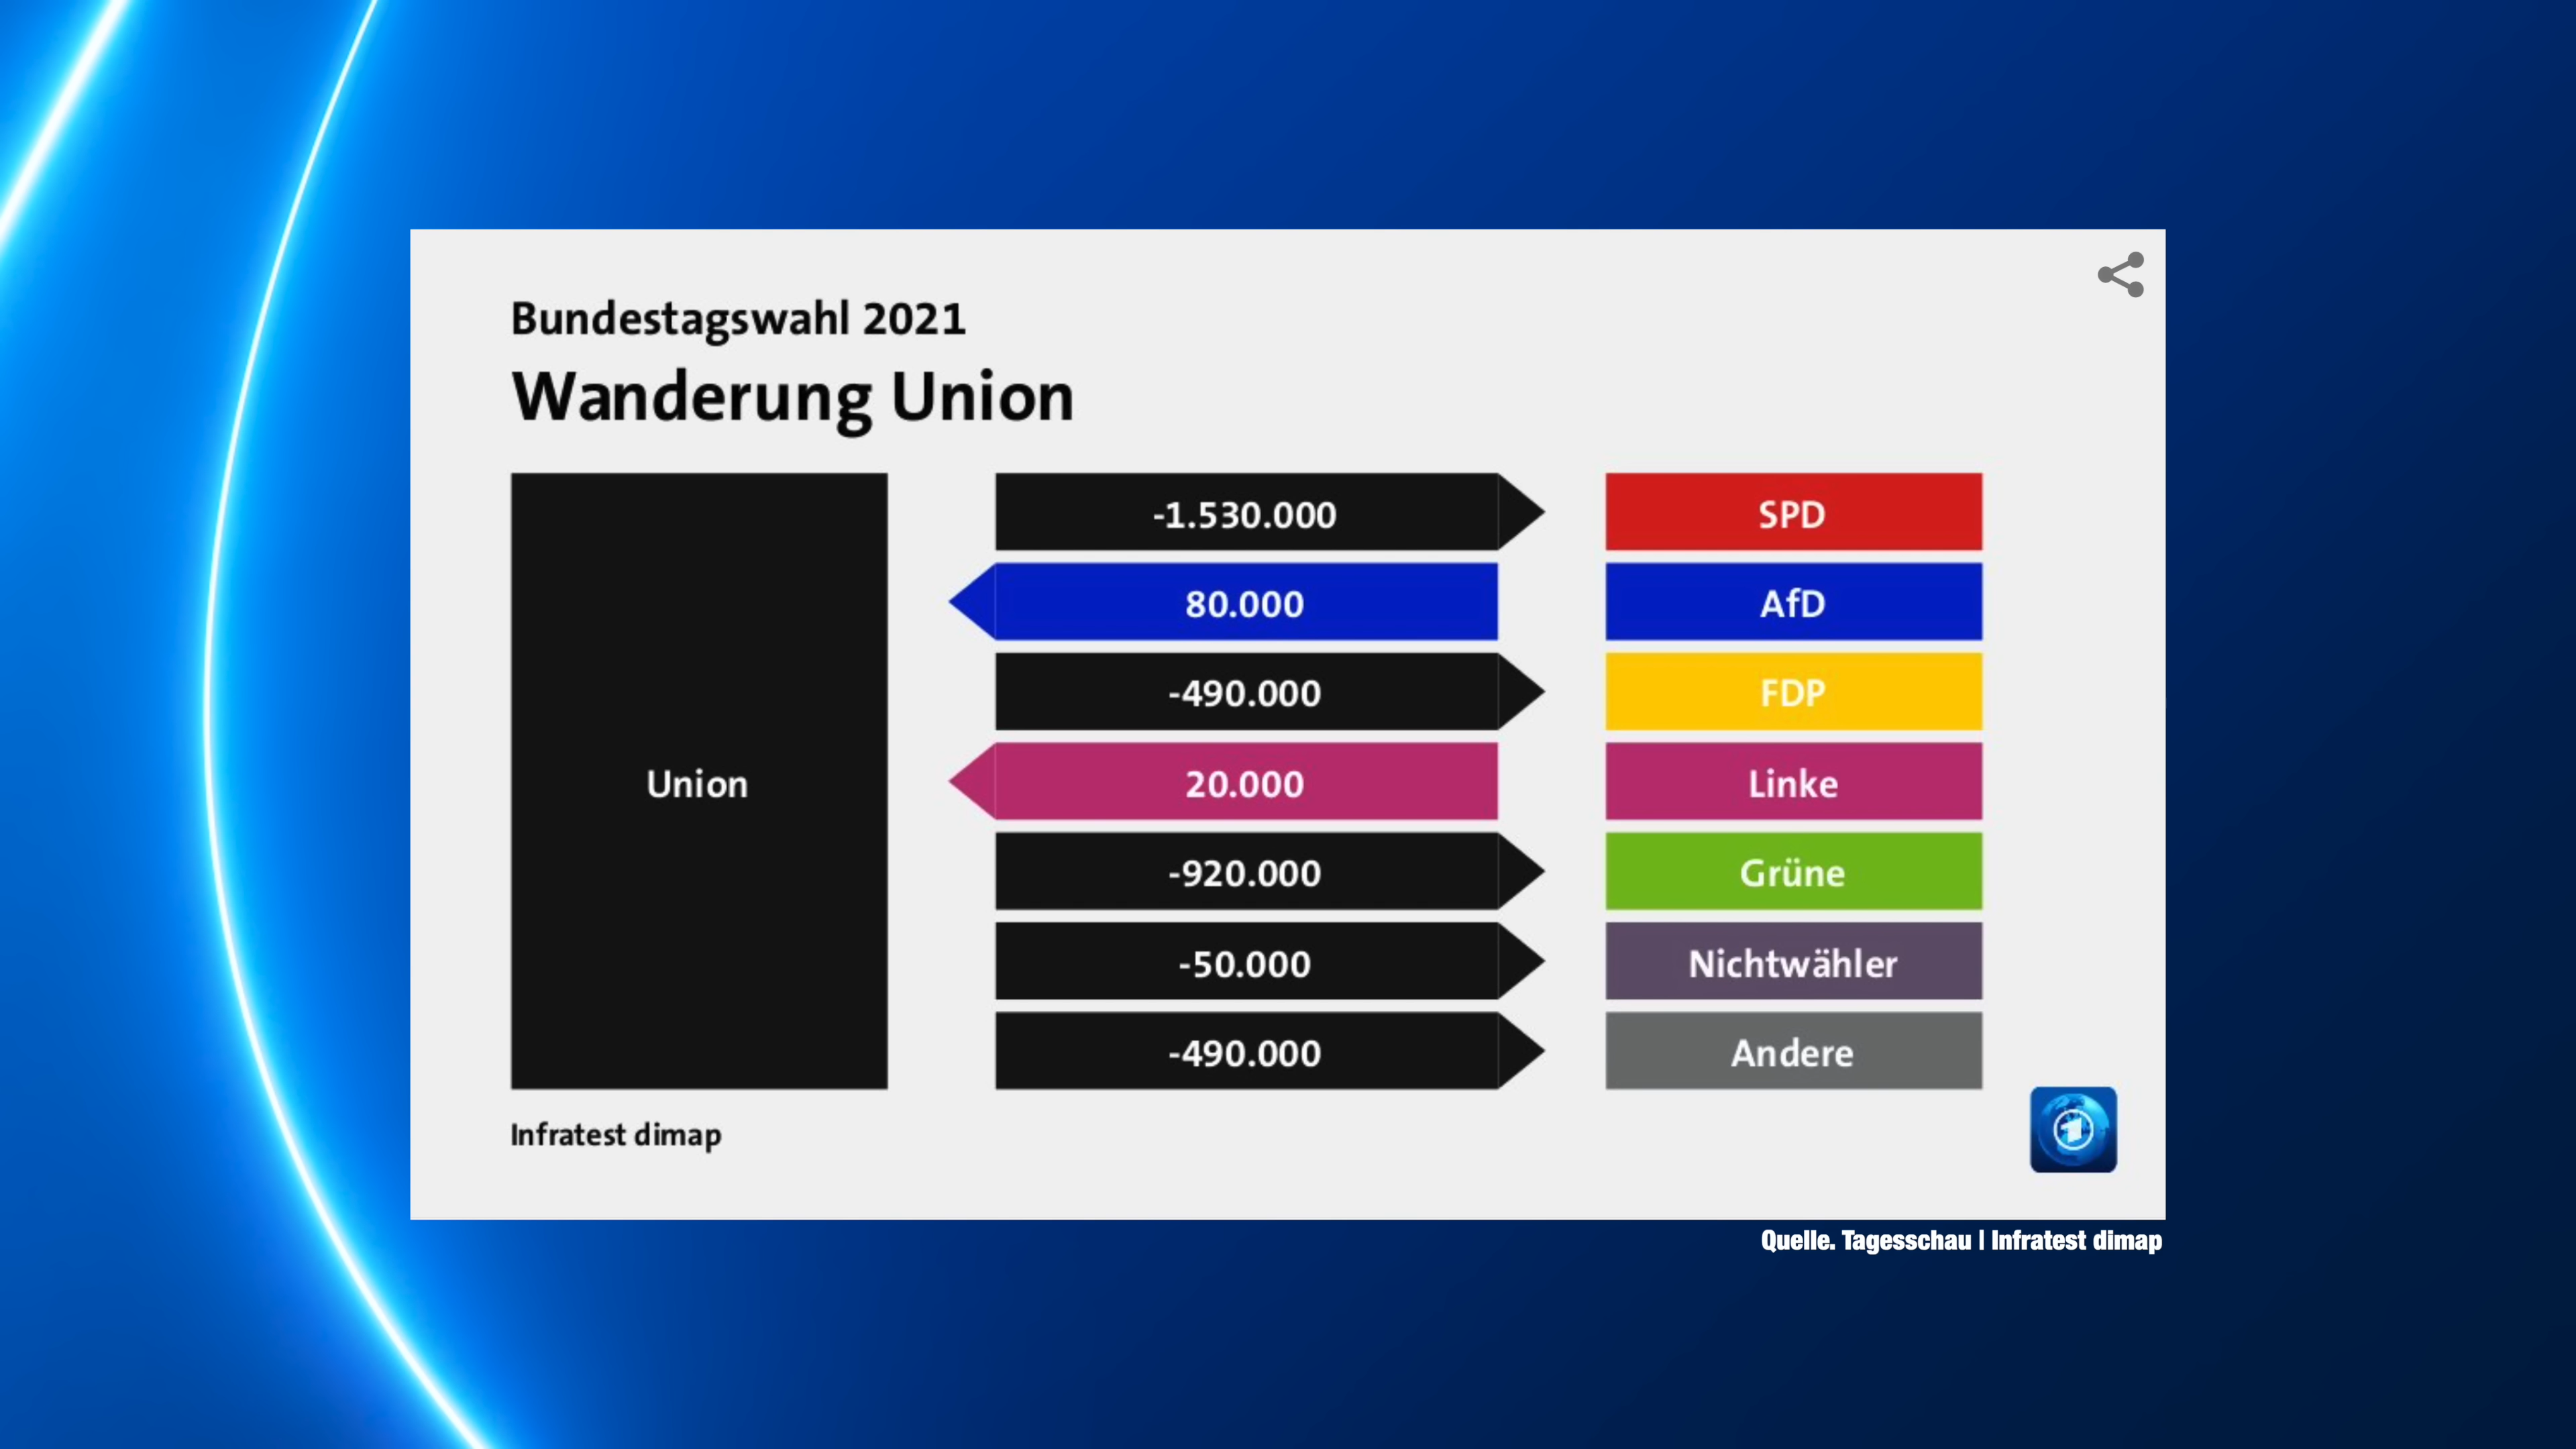 Bundestagswahl 2021
Wanderung Union
Union
-1.530.000 SPD
80.000 AfD
-490.000 FDP
20.000 Linke
-920.000 Grüne
-50.000 Nichtwähler
-490.000 Andere
Infratest dimap
1
Quelle. Tagesschau | Infratest dimap